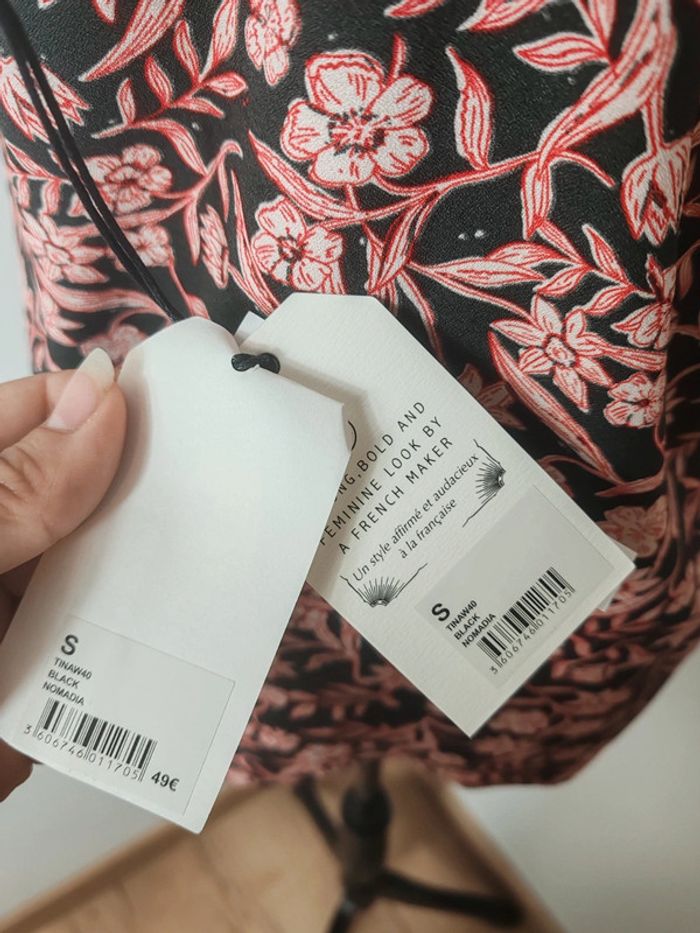 S
TINAW40
BLACK
NOMADIA
3 606746 011705
49€
BOLD AND
FEMININE LOOK BY
A FRENCH MAKER
Un style affirmé et audacieux
à la française
S
TINAW40
BLACK
NOMADIA
3 606746 011705